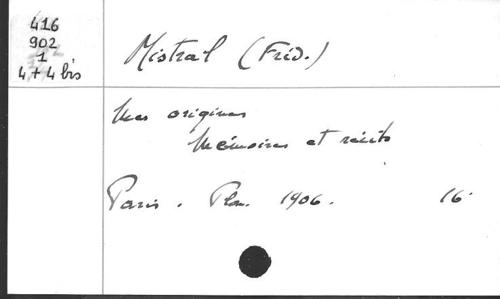 416
902
1
4 + 4 bis
Mistral (Fréd.)
Mes origines
Mémoires et récits
Paris. Plon. 1906. 16